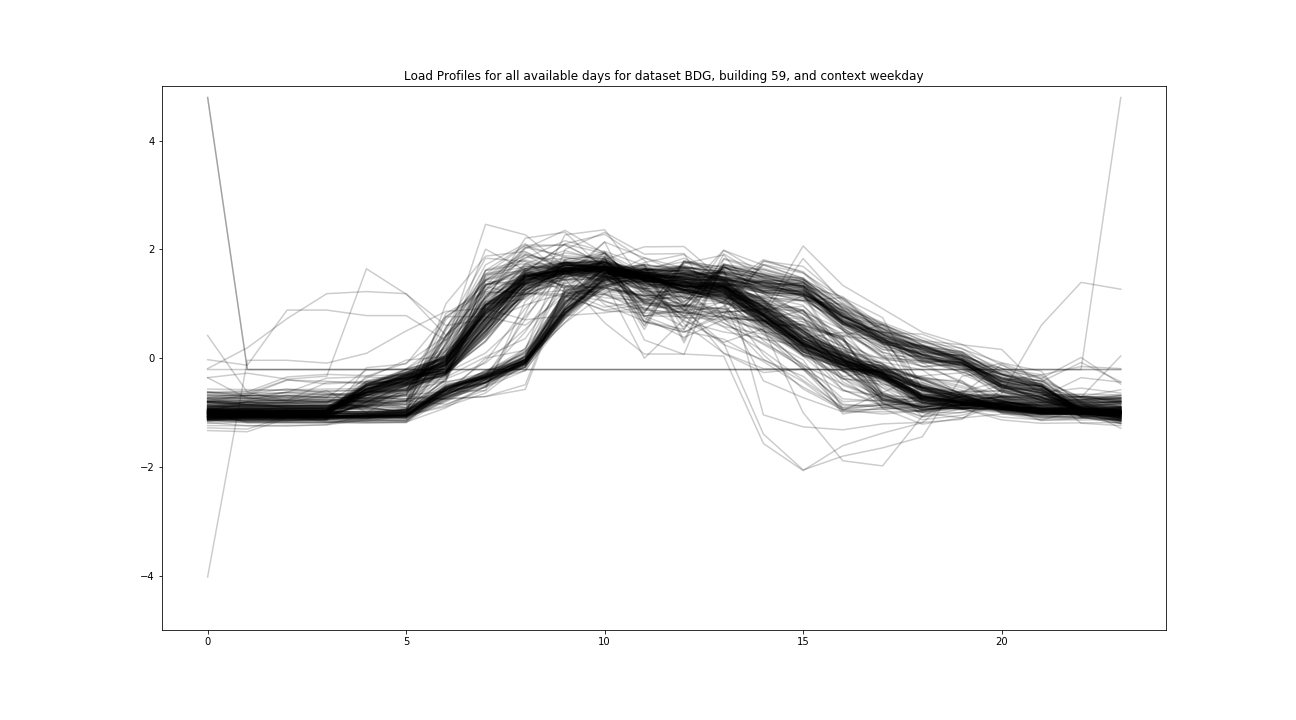 Load Profiles for all available days for dataset BDG, building 59, and context weekday
4
2
0
−2
−4
0 5 10 15 20